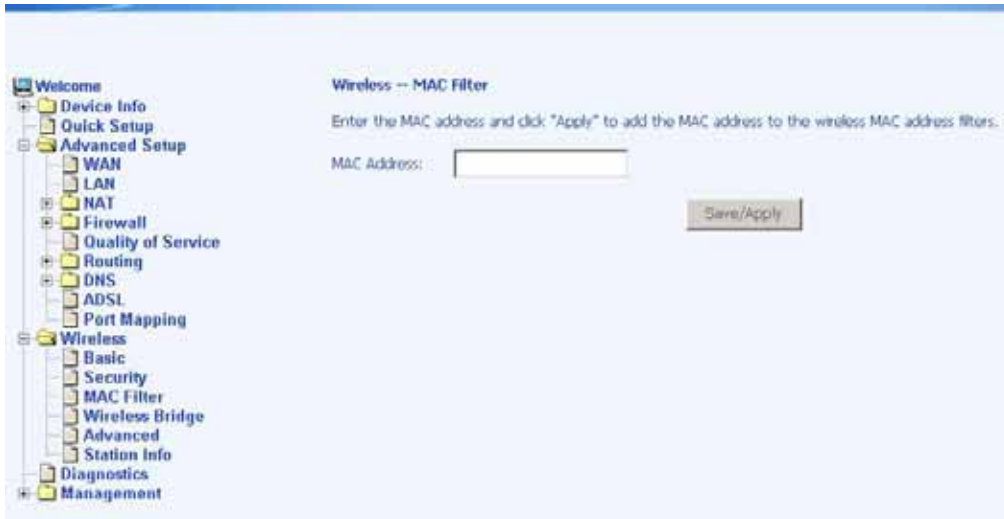 Welcome
Device Info
Quick Setup
Advanced Setup
WAN
LAN
NAT
Firewall
Quality of Service
Routing
DNS
ADSL
Port Mapping
Wireless
Basic
Security
MAC Filter
Wireless Bridge
Advanced
Station Info
Diagnostics
Management
Wireless -- MAC Filter
Enter the MAC address and click "Apply" to add the MAC address to the wireless MAC address filters.
MAC Address:
Save/Apply